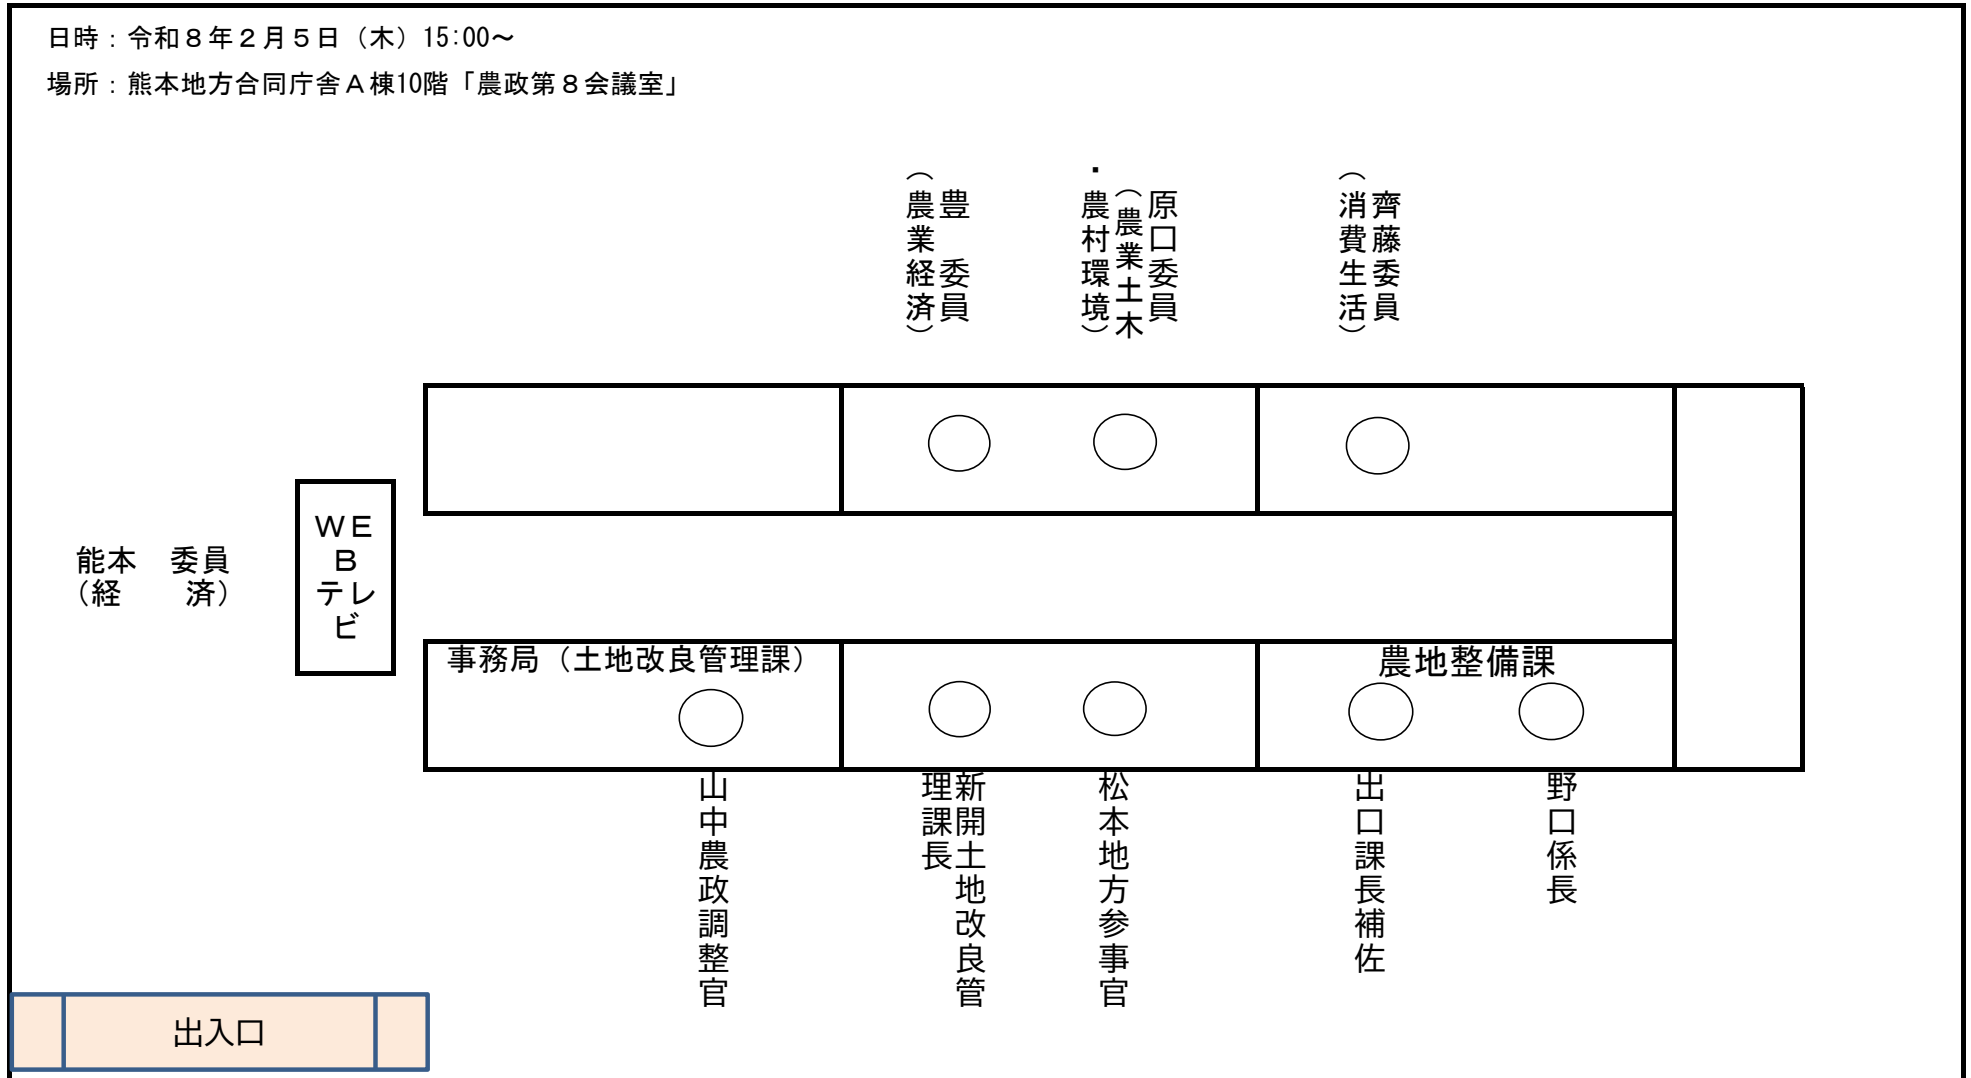 日時：令和８年２月５日（木）15:00～
場所：熊本地方合同庁舎Ａ棟10階「農政第８会議室」
豊　委員
（農業経済）
原口委員
（農業土木
・農村環境）
齊藤委員
（消費生活）
能本　委員
（経　　済）
ＷＥ
Ｂ
テレ
ビ
事務局（土地改良管理課）
農地整備課
山中農政調整官
新開土地改良管
理課長
松本地方参事官
出口課長補佐
野口係長
出入口